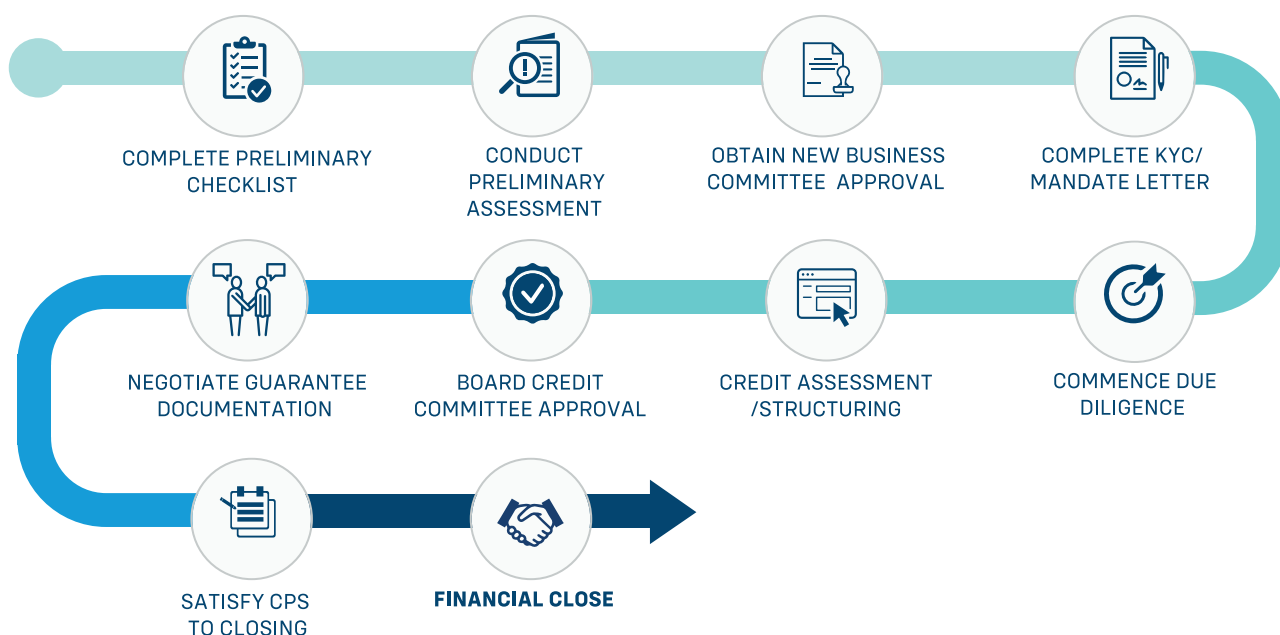 COMPLETE PRELIMINARY
CHECKLIST
CONDUCT
PRELIMINARY
ASSESSMENT
OBTAIN NEW BUSINESS
COMMITTEE APPROVAL
COMPLETE KYC/
MANDATE LETTER
COMMENCE DUE
DILIGENCE
CREDIT ASSESSMENT
/STRUCTURING
BOARD CREDIT
COMMITTEE APPROVAL
NEGOTIATE GUARANTEE
DOCUMENTATION
SATISFY CPS
TO CLOSING
FINANCIAL CLOSE